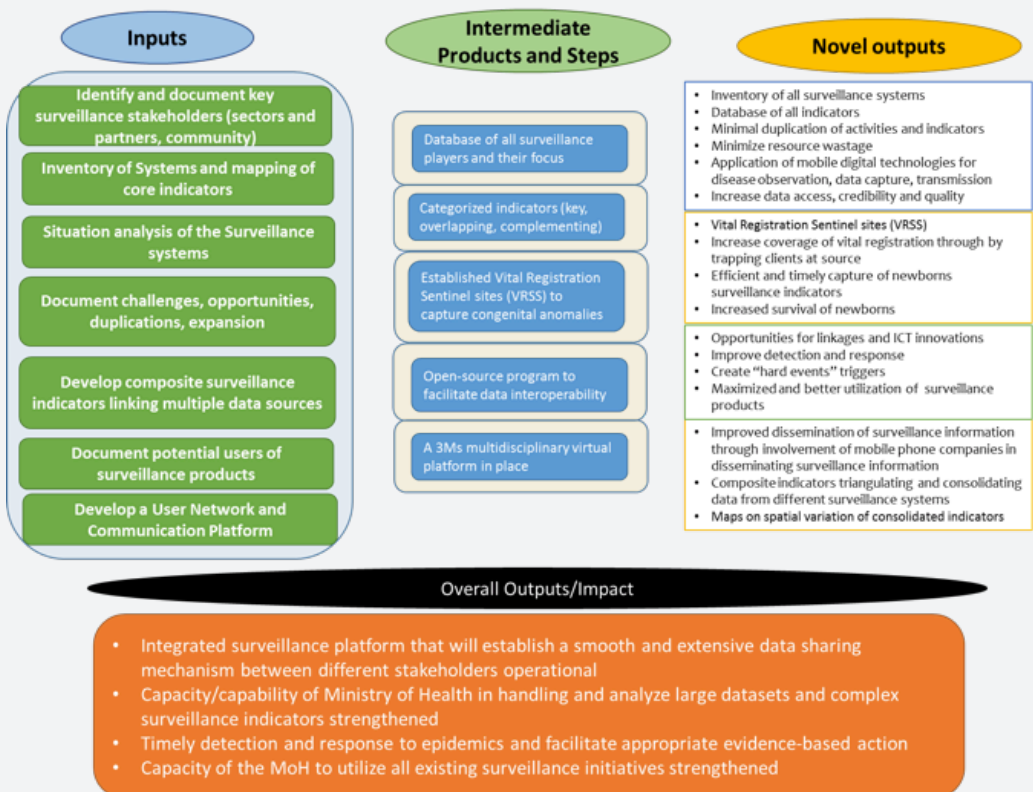 Inputs
Identify and document key
surveillance stakeholders (sectors and
partners, community)
Inventory of Systems and mapping of
core indicators
Situation analysis of the Surveillance
systems
Document challenges, opportunities,
duplications, expansion
Develop composite surveillance
indicators linking multiple data sources
Document potential users of
surveillance products
Develop a User Network and
Communication Platform
Intermediate
Products and Steps
Database of all surveillance
players and their focus
Categorized indicators (key,
overlapping, complementing)
Established Vital Registration
Sentinel sites (VRSS) to
capture congenital anomalies
Open-source program to
facilitate data interoperability
A 3Ms multidisciplinary virtual
platform in place
Novel outputs
• Inventory of all surveillance systems
• Database of all indicators
• Minimal duplication of activities and indicators
• Minimize resource wastage
• Application of mobile digital technologies for
disease observation, data capture, transmission
• Increase data access, credibility and quality
• Vital Registration Sentinel sites (VRSS)
• Increase coverage of vital registration through by
trapping clients at source
• Efficient and timely capture of newborns
surveillance indicators
• Increased survival of newborns
• Opportunities for linkages and ICT innovations
• Improve detection and response
• Create “hard events” triggers
• Maximized and better utilization of surveillance
products
• Improved dissemination of surveillance information
through involvement of mobile phone companies in
disseminating surveillance information
• Composite indicators triangulating and consolidating
data from different surveillance systems
• Maps on spatial variation of consolidated indicators
Overall Outputs/Impact
• Integrated surveillance platform that will establish a smooth and extensive data sharing
mechanism between different stakeholders operational
• Capacity/capability of Ministry of Health in handling and analyze large datasets and complex
surveillance indicators strengthened
• Timely detection and response to epidemics and facilitate appropriate evidence-based action
• Capacity of the MoH to utilize all existing surveillance initiatives strengthened